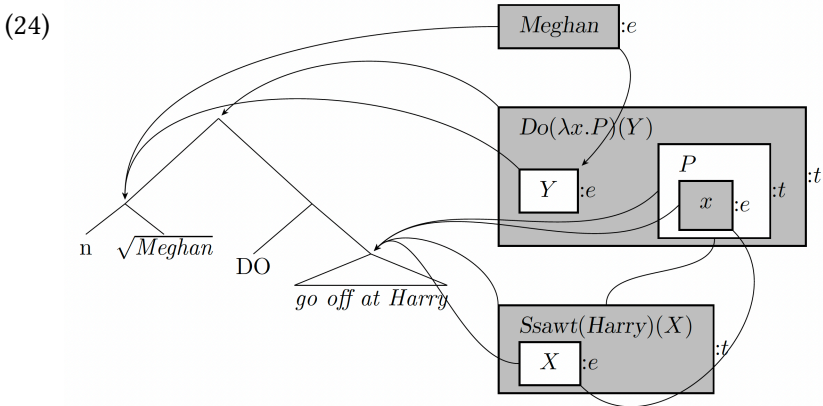 (24)
Meghan :e
Do(λx.P)(Y)
P
Y :e
x :e
:t
:t
n √Meghan
DO
go off at Harry
Ssawt(Harry)(X)
X :e
:t